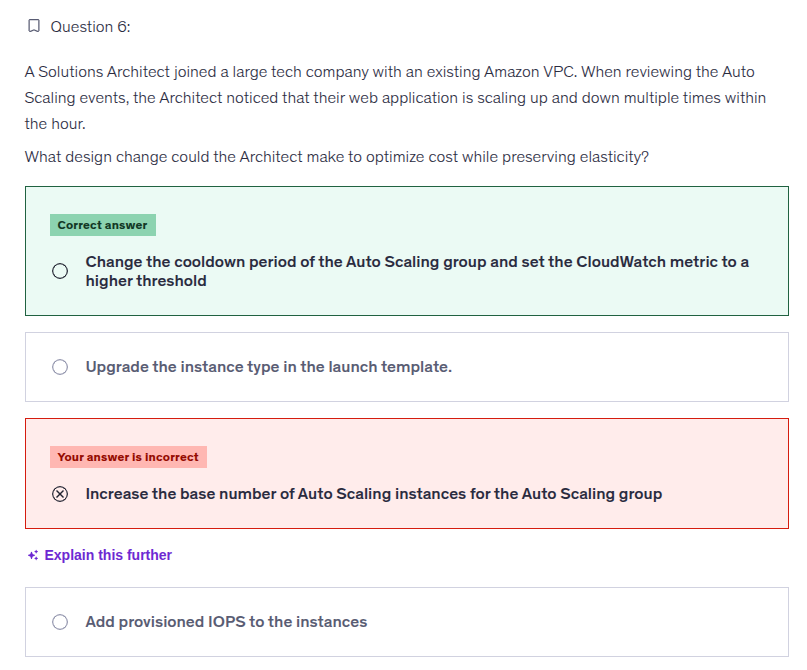 Question 6:
A Solutions Architect joined a large tech company with an existing Amazon VPC. When reviewing the Auto
Scaling events, the Architect noticed that their web application is scaling up and down multiple times within
the hour.
What design change could the Architect make to optimize cost while preserving elasticity?
Correct answer
Change the cooldown period of the Auto Scaling group and set the CloudWatch metric to a
higher threshold
Upgrade the instance type in the launch template.
Your answer is incorrect
Increase the base number of Auto Scaling instances for the Auto Scaling group
Explain this further
Add provisioned IOPS to the instances